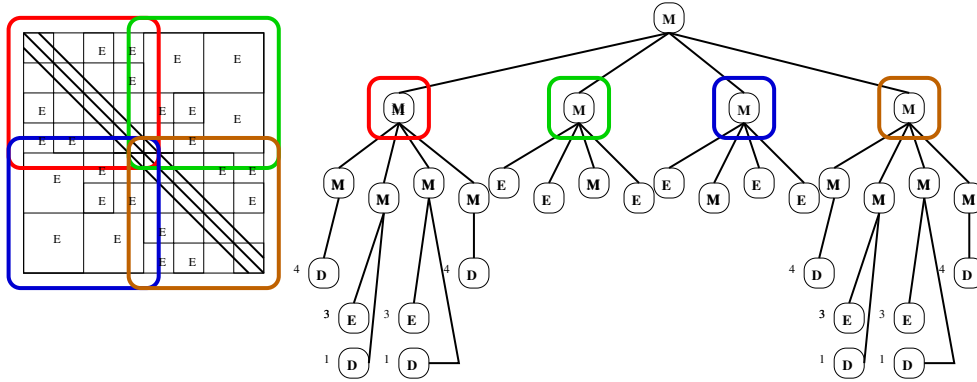 E E E E
E
E E E E
E E E
E E E E
E E E
E E E
E E
M
M M M M
M M E M E E M M
M M E E M E M M
4 D 4 D 4 D 4 D
3 E 3 E 3 E 3 E
1 D 1 D 1 D 1 D